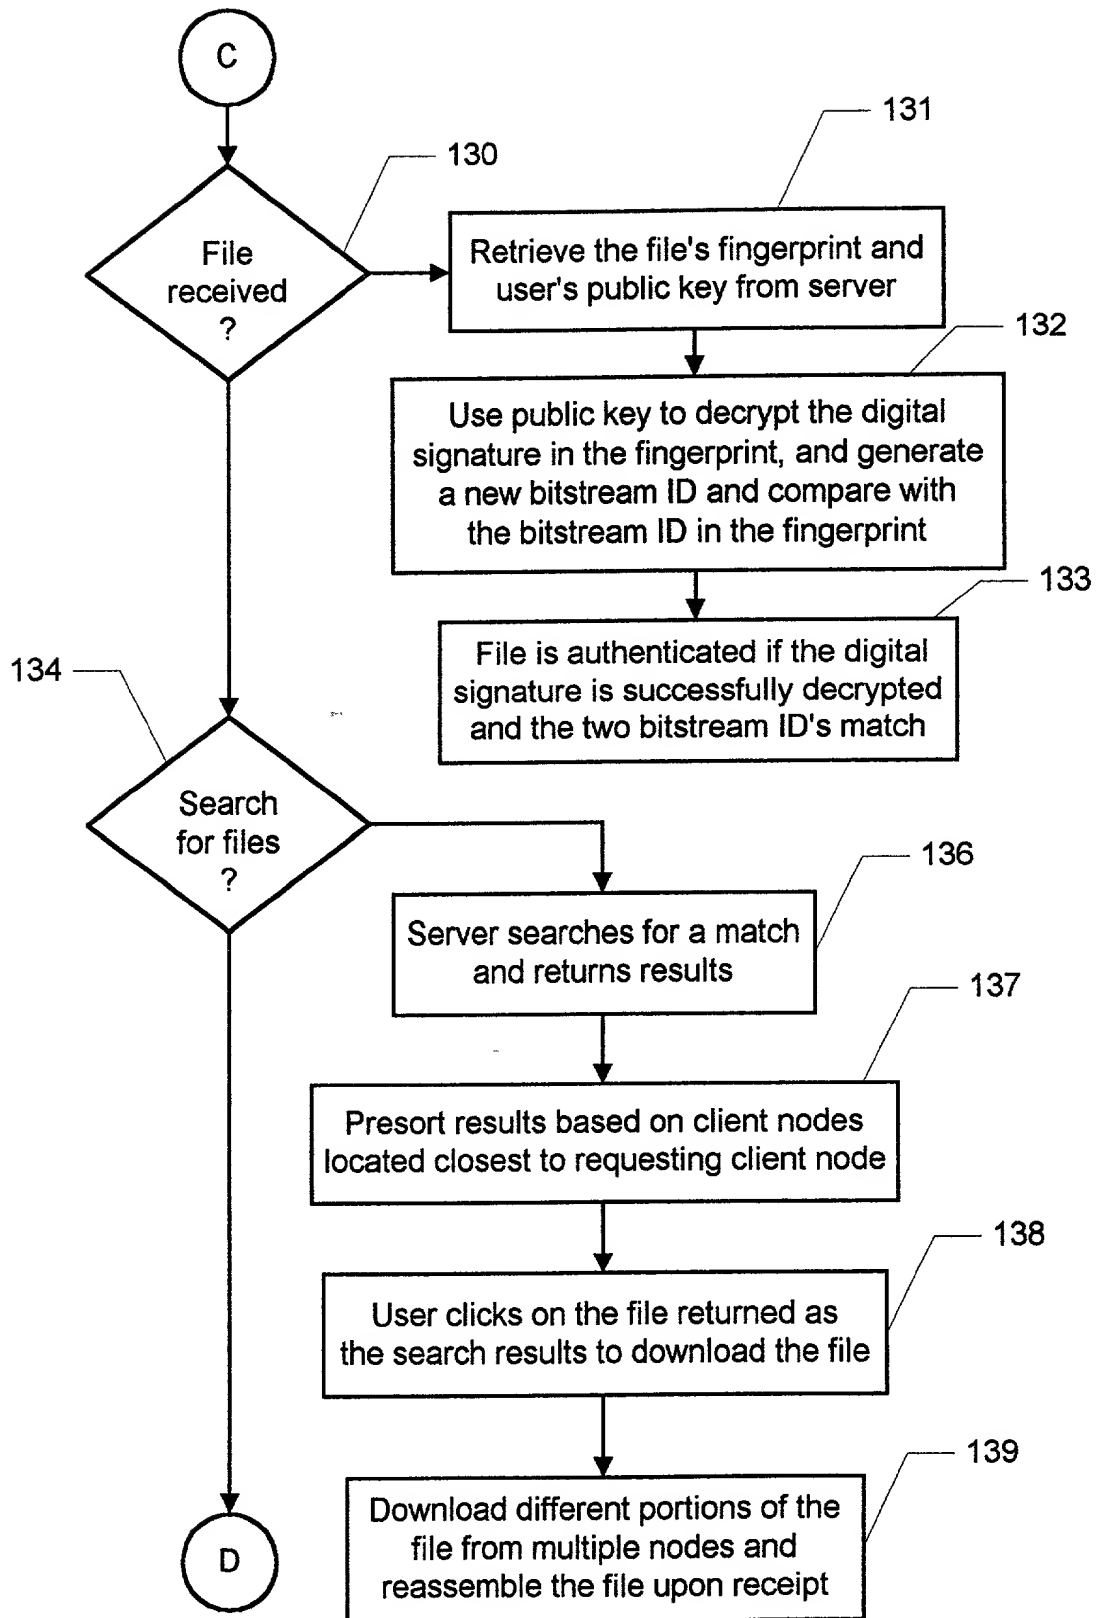 C
131
130
File
received
?
Retrieve the file's fingerprint and
user's public key from server
132
Use public key to decrypt the digital
signature in the fingerprint, and generate
a new bitstream ID and compare with
the bitstream ID in the fingerprint
133
File is authenticated if the digital
signature is successfully decrypted
and the two bitstream ID's match
134
Search
for files
?
136
Server searches for a match
and returns results
137
Presort results based on client nodes
located closest to requesting client node
138
User clicks on the file returned as
the search results to download the file
139
Download different portions of the
file from multiple nodes and
reassemble the file upon receipt
D